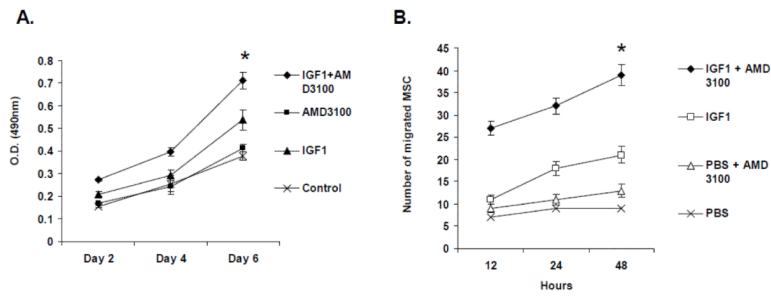 A.
O.D. (490nm)
0.8
0.7
0.6
0.5
0.4
0.3
0.2
0.1
0
Day 2
Day 4
Day 6
*
IGF1+AM
D3100
AMD3100
IGF1
Control
B.
Number of migrated MSC
45
40
35
30
25
20
15
10
5
0
12
24
48
Hours
*
IGF1 + AMD
3100
IGF1
PBS + AMD
3100
PBS